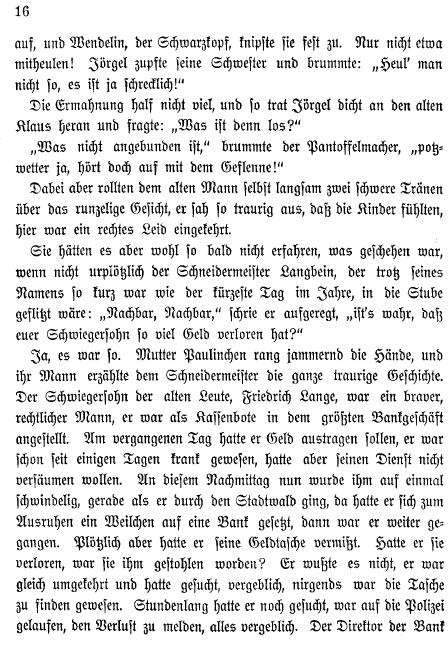 16
auf, und Wendelin, der Schwarzkopf, knipste sie fest zu. Nur nicht etwa
mitheulen! Jörgel zupfte seine Schwester und brummte: „Heul' man
nicht so, es ist ja schrecklich!“
Die Ermahnung half nicht viel, und so trat Jörgel dicht an den alten
Klaus heran und fragte: „Was ist denn los?“
„Was nicht angebunden ist,“ brummte der Pantoffelmacher, „potz-
wetter ja, hört doch auf mit dem Geflenne!“
Dabei aber rollten dem alten Mann selbst langsam zwei schwere Tränen
über das runzelige Gesicht, er sah so traurig aus, daß die Kinder fühlten,
hier war ein rechtes Leid eingekehrt.
Sie hätten es aber wohl so bald nicht erfahren, was geschehen war,
wenn nicht urplötzlich der Schneidermeister Langbein, der trotz seines
Namens so kurz war wie der kürzeste Tag im Jahre, in die Stube
geflitzt wäre: „Nachbar, Nachbar,“ schrie er aufgeregt, „ist's wahr, daß
euer Schwiegersohn so viel Geld verloren hat?“
Ja, es war so. Mutter Paulinchen rang jammernd die Hände, und
ihr Mann erzählte dem Schneidermeister die ganze traurige Geschichte.
Der Schwiegersohn der alten Leute, Friedrich Lange, war ein braver,
rechtlicher Mann, er war als Kassenbote in dem größten Bankgeschäft
angestellt. Am vergangenen Tag hatte er Geld austragen sollen, er war
schon seit einigen Tagen krank gewesen, hatte aber seinen Dienst nicht
versäumen wollen. An diesem Nachmittag nun wurde ihm auf einmal
schwindelig, gerade als er durch den Stadtwald ging, da hatte er sich zum
Ausruhen ein Weilchen auf eine Bank gesetzt, dann war er weiter ge-
gangen. Plötzlich aber hatte er seine Geldtasche vermißt. Hatte er sie
verloren, war sie ihm gestohlen worden? Er wußte es nicht, er war
gleich umgekehrt und hatte gesucht, vergeblich, nirgends war die Tasche
zu finden gewesen. Stundenlang hatte er noch gesucht, war auf die Polizei
gelaufen, den Verlust zu melden, alles vergeblich. Der Direktor der Bank